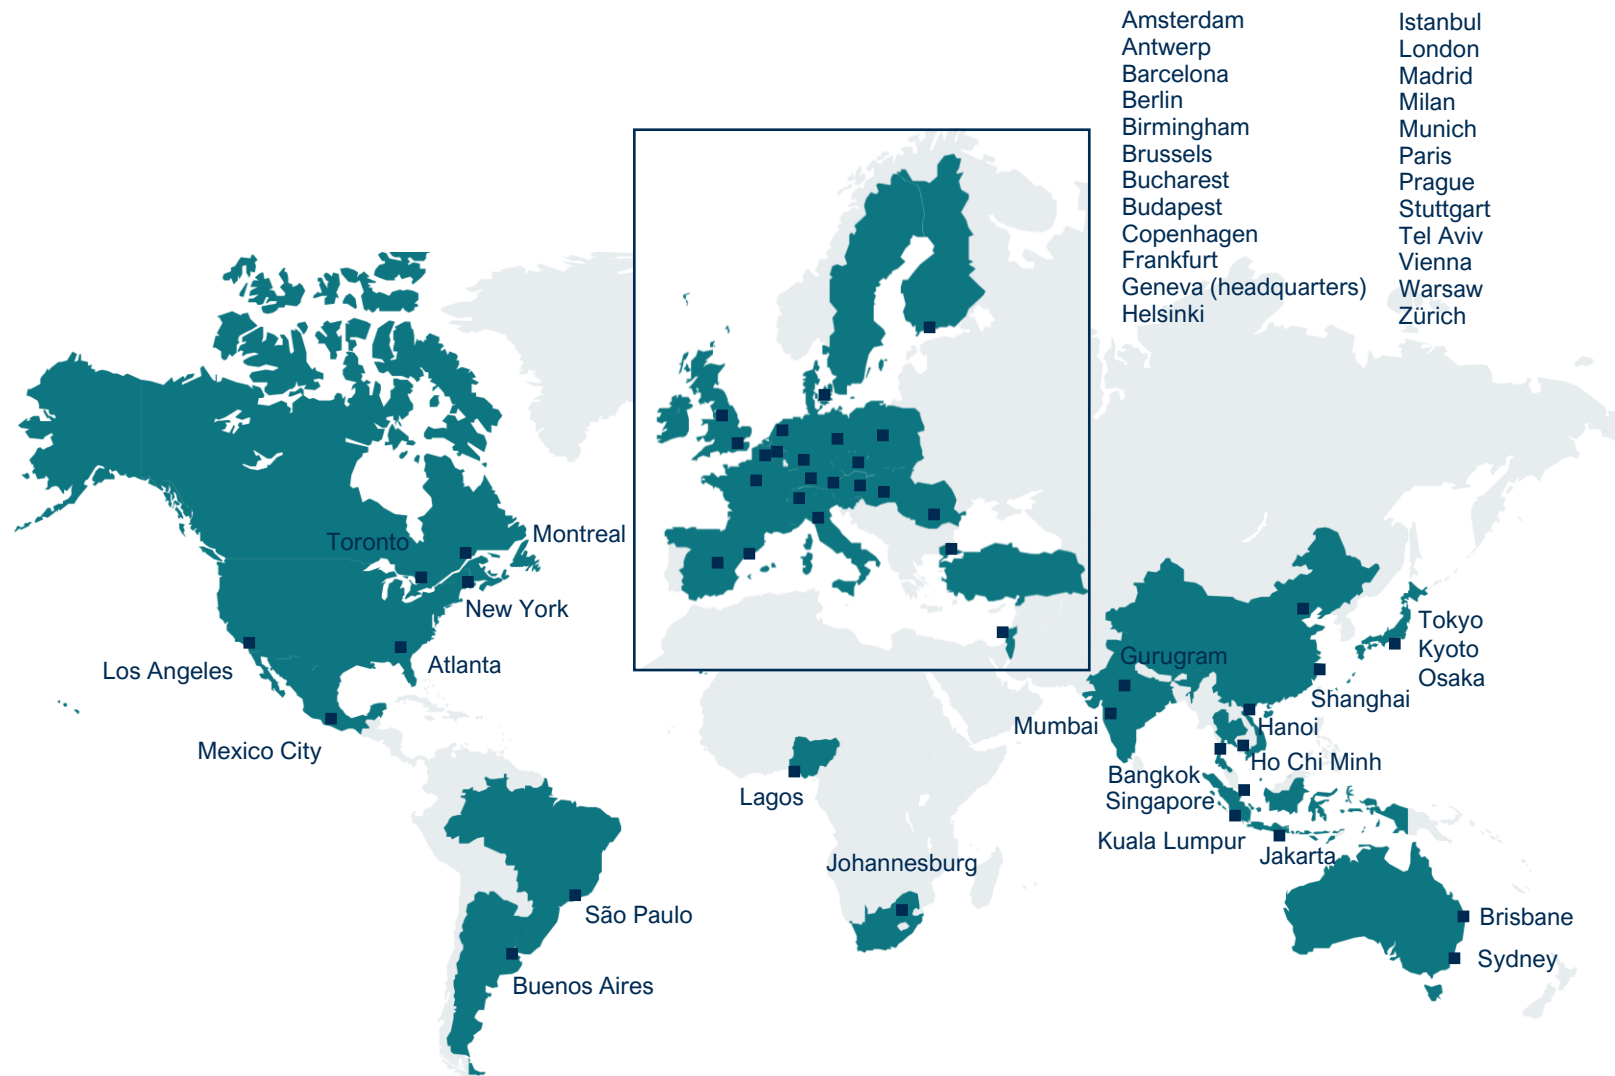 Amsterdam
Antwerp
Barcelona
Berlin
Birmingham
Brussels
Bucharest
Budapest
Copenhagen
Frankfurt
Geneva (headquarters)
Helsinki
Istanbul
London
Madrid
Milan
Munich
Paris
Prague
Stuttgart
Tel Aviv
Vienna
Warsaw
Zürich
Toronto
Montreal
New York
Los Angeles
Atlanta
Mexico City
São Paulo
Buenos Aires
Lagos
Johannesburg
Gurugram
Mumbai
Tokyo
Kyoto
Osaka
Shanghai
Hanoi
Ho Chi Minh
Bangkok
Singapore
Kuala Lumpur
Jakarta
Brisbane
Sydney